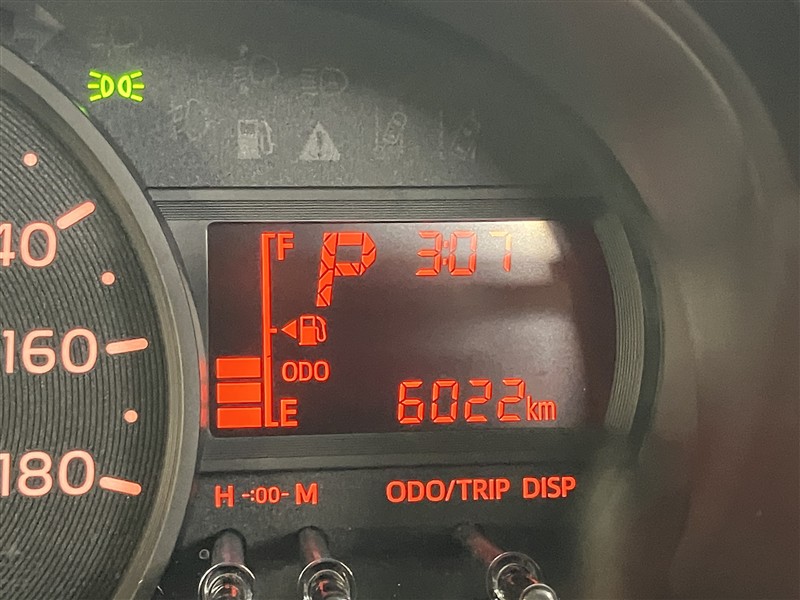 40
160
180
F P 3:07
ODO
E 6022km
H -:00- M
ODO/TRIP DISP